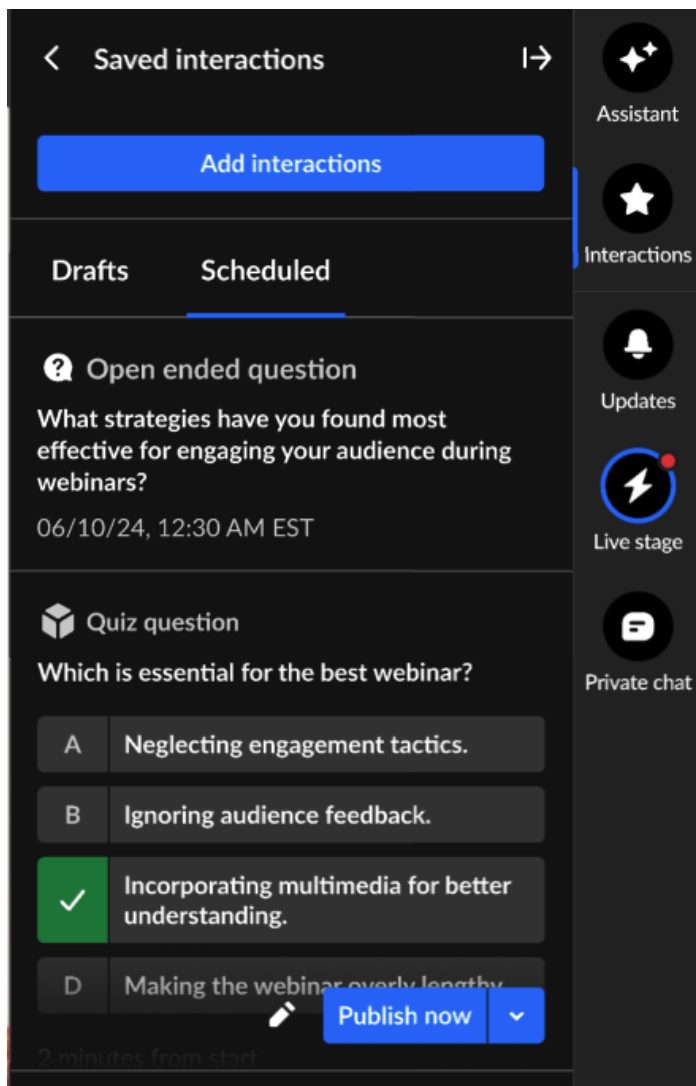 Saved interactions
Add interactions
Drafts
Scheduled
Open ended question
What strategies have you found most
effective for engaging your audience during
webinars?
06/10/24, 12:30 AM EST
Quiz question
Which is essential for the best webinar?
A
Neglecting engagement tactics.
B
Ignoring audience feedback.
Incorporating multimedia for better
understanding.
D
Making the webinar overly lengthy.
Publish now
2 minutes from start
Assistant
Interactions
Updates
Live stage
Private chat